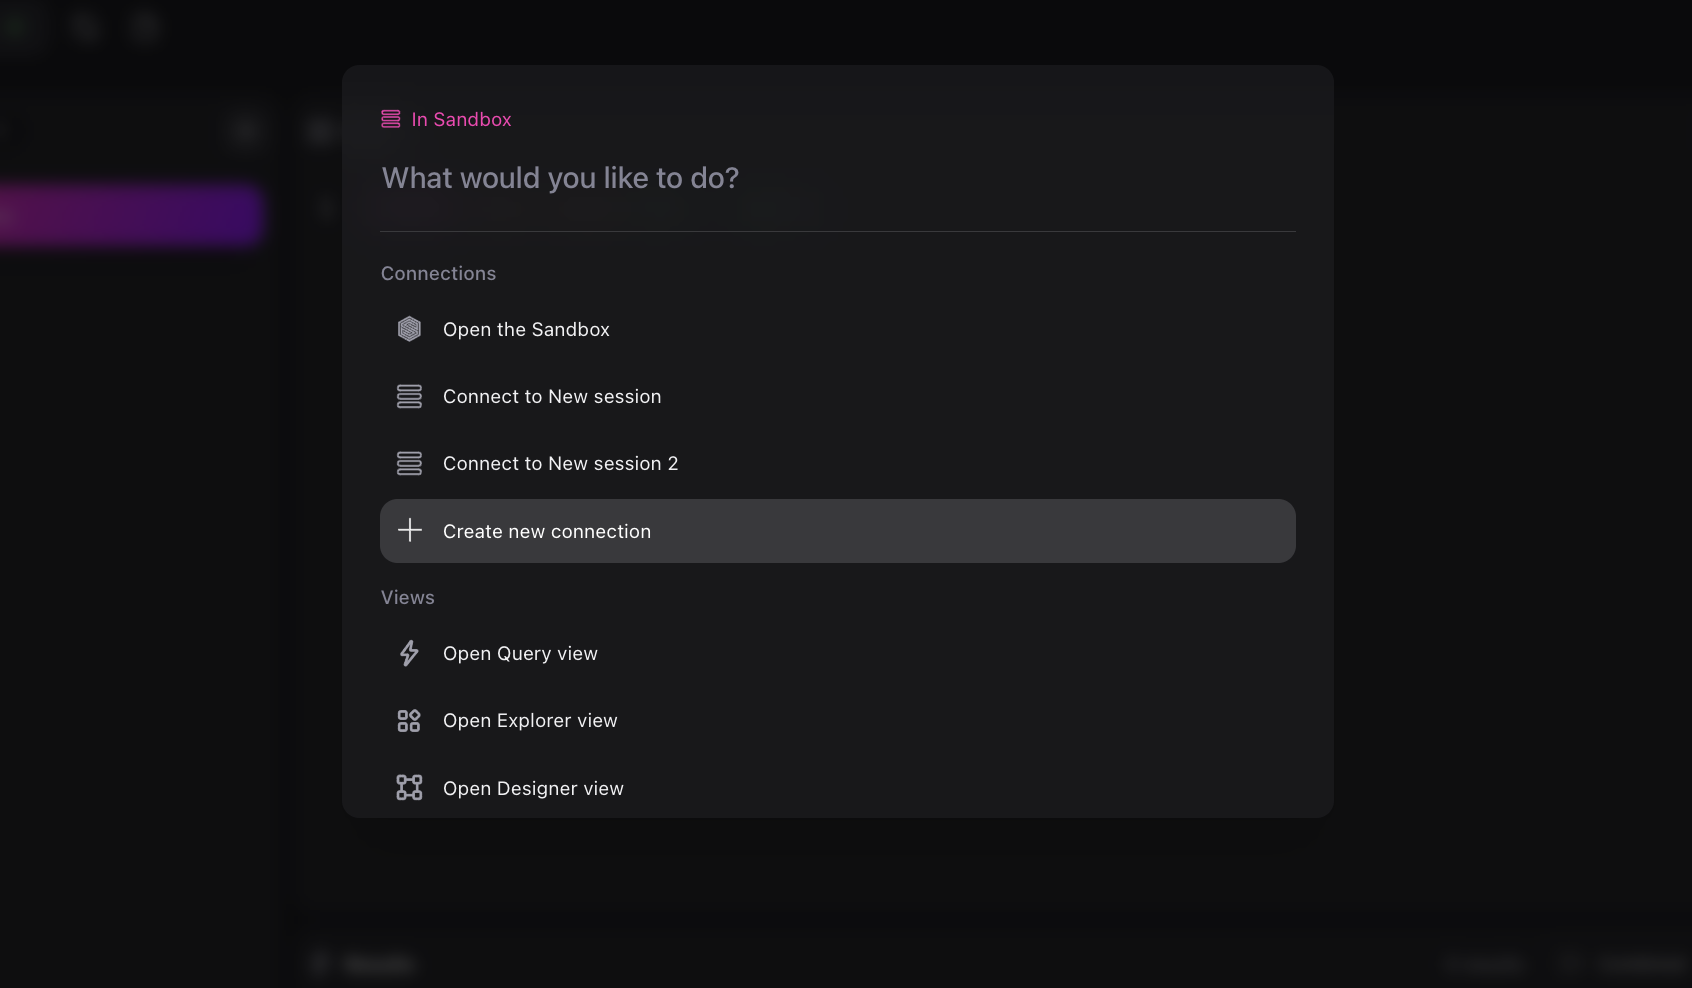 In Sandbox
What would you like to do?
Connections
Open the Sandbox
Connect to New session
Connect to New session 2
Create new connection
Views
Open Query view
Open Explorer view
Open Designer view